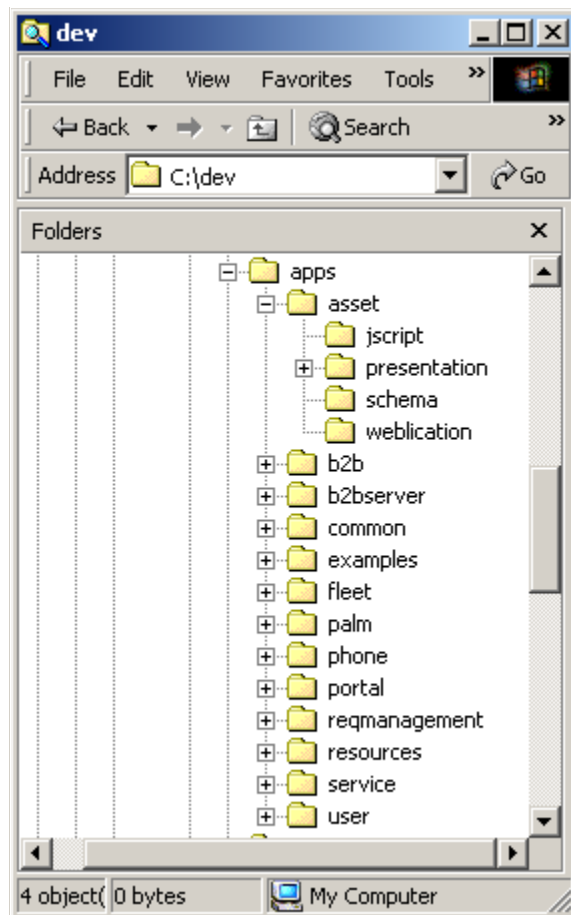 dev
File Edit View Favorites Tools »
Back Search »
Address C:\dev Go
Folders
apps
asset
jscript
presentation
schema
weblication
b2b
b2bserver
common
examples
fleet
palm
phone
portal
reqmanagement
resources
service
user
4 object( 0 bytes My Computer